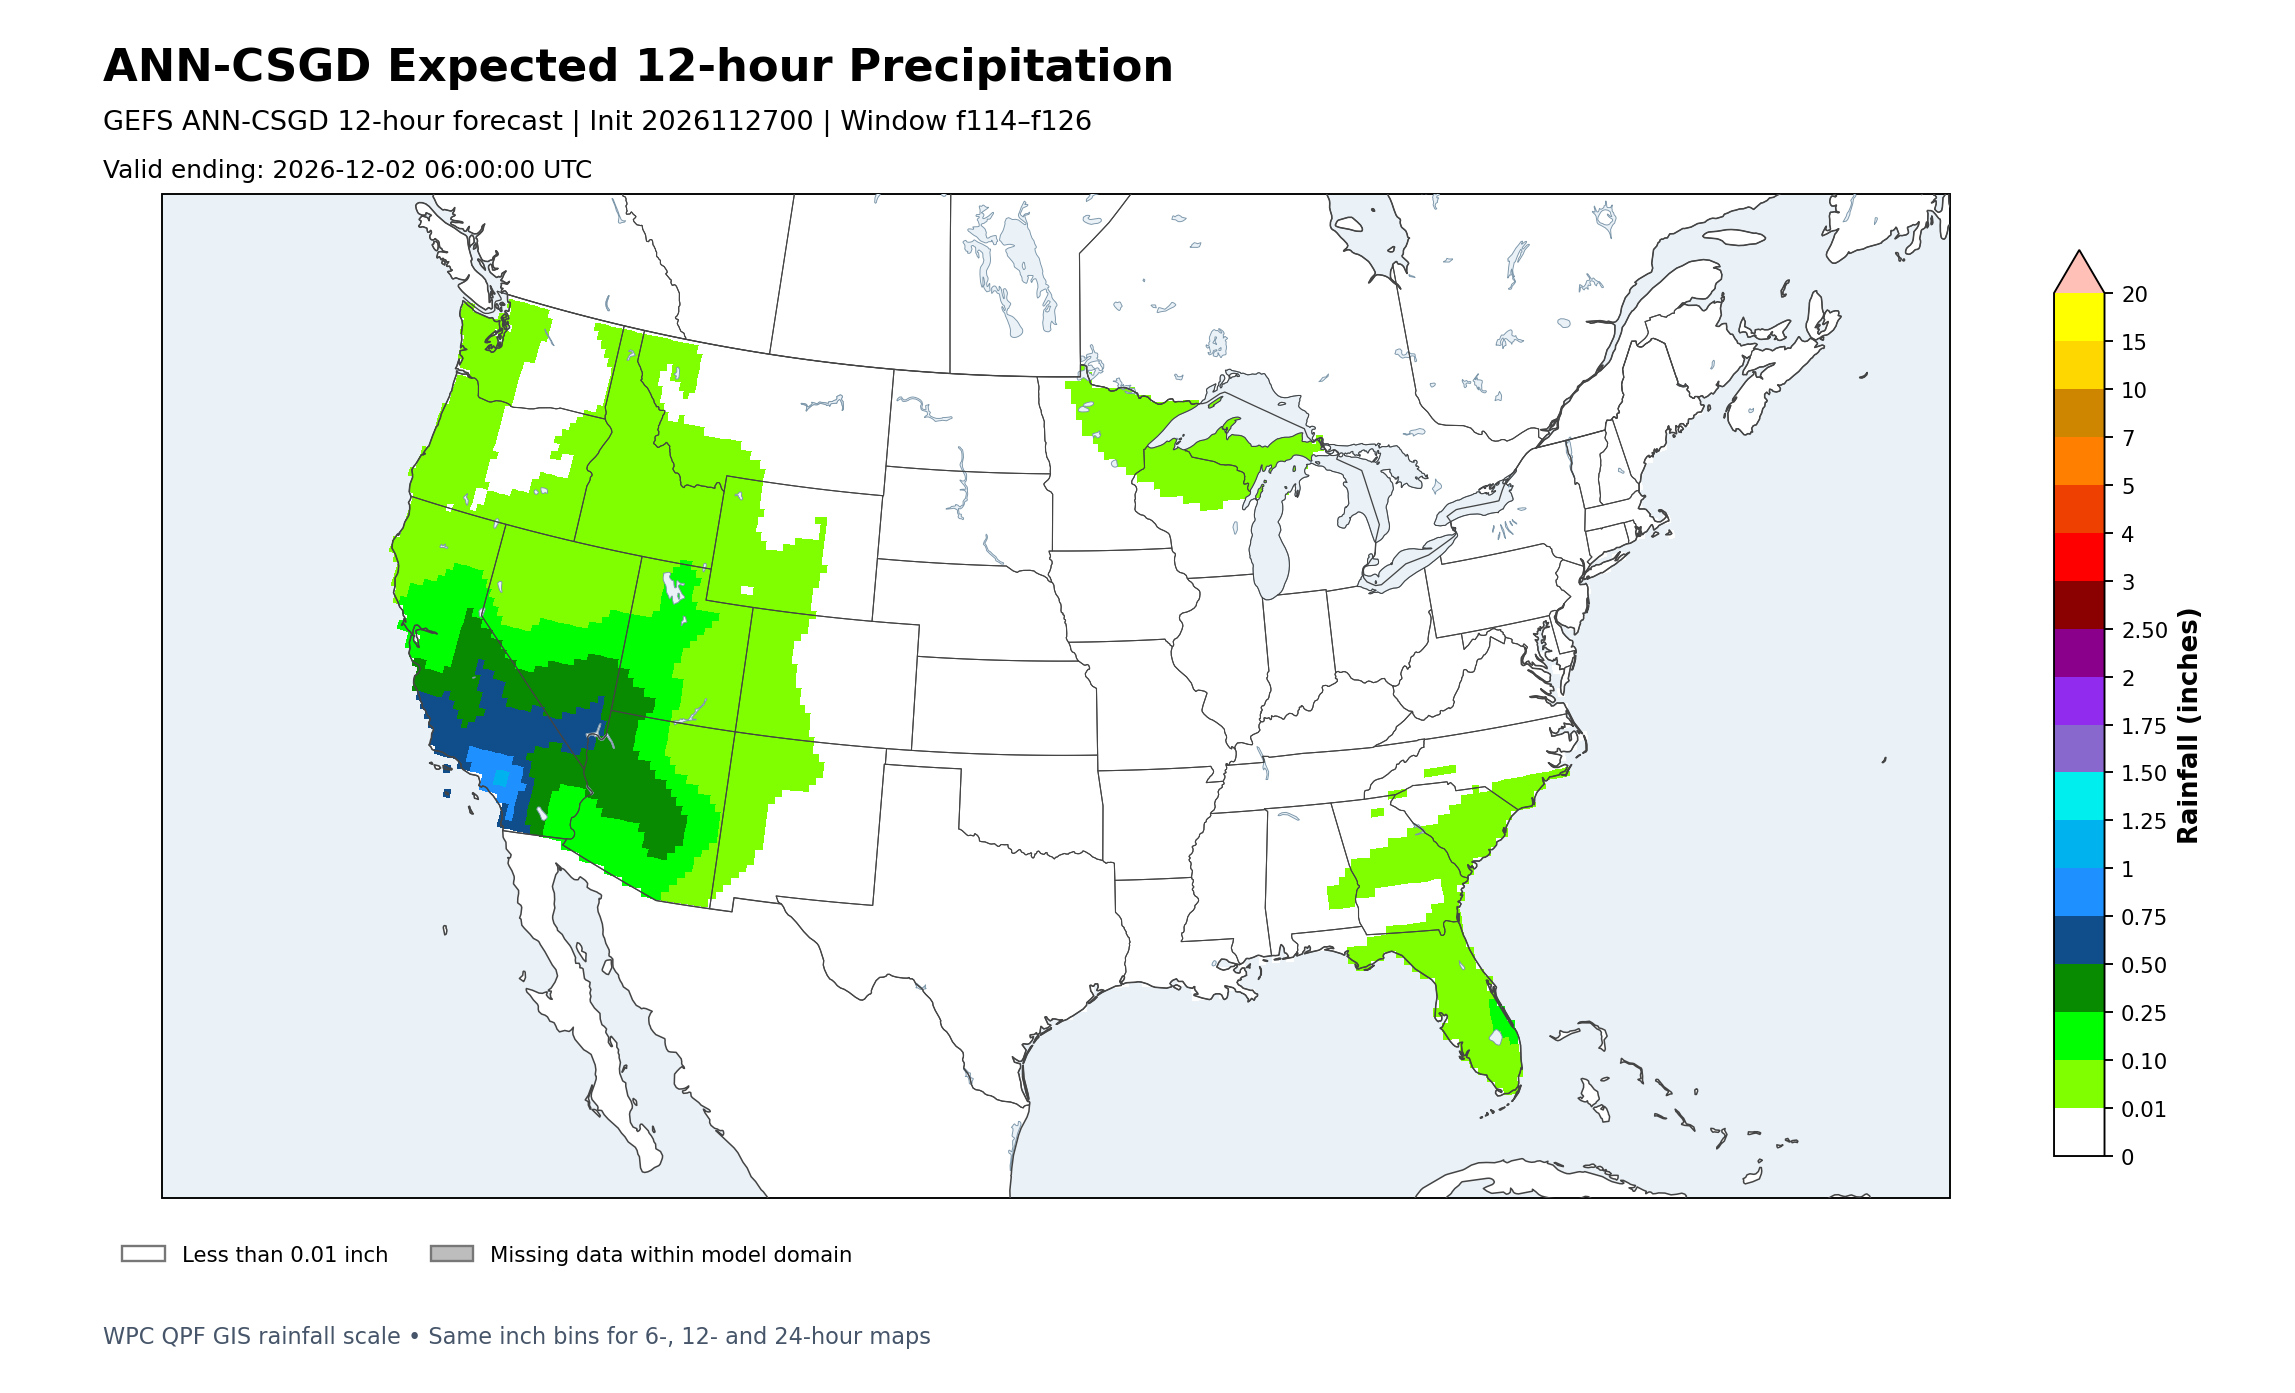 ANN-CSGD Expected 12-hour Precipitation
GEFS ANN-CSGD 12-hour forecast | Init 2026112700 | Window f114–f126
Valid ending: 2026-12-02 06:00:00 UTC
20
15
10
7
5
4
3
2.50
2
1.75
1.50
1.25
1
0.75
0.50
0.25
0.10
0.01
0
Rainfall (inches)
Less than 0.01 inch
Missing data within model domain
WPC QPF GIS rainfall scale • Same inch bins for 6-, 12- and 24-hour maps